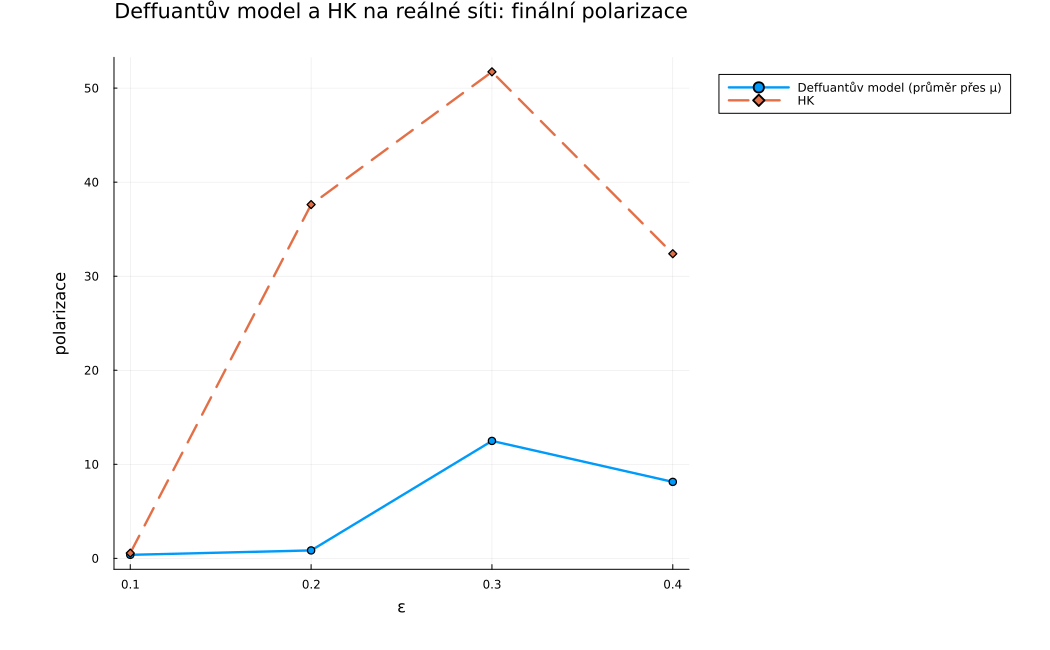 Deffuantův model a HK na reálné síti: finální polarizace
Deffuantův model (průměr přes μ)
HK
50
40
30
20
10
0
polarizace
0.1
0.2
0.3
0.4
ε